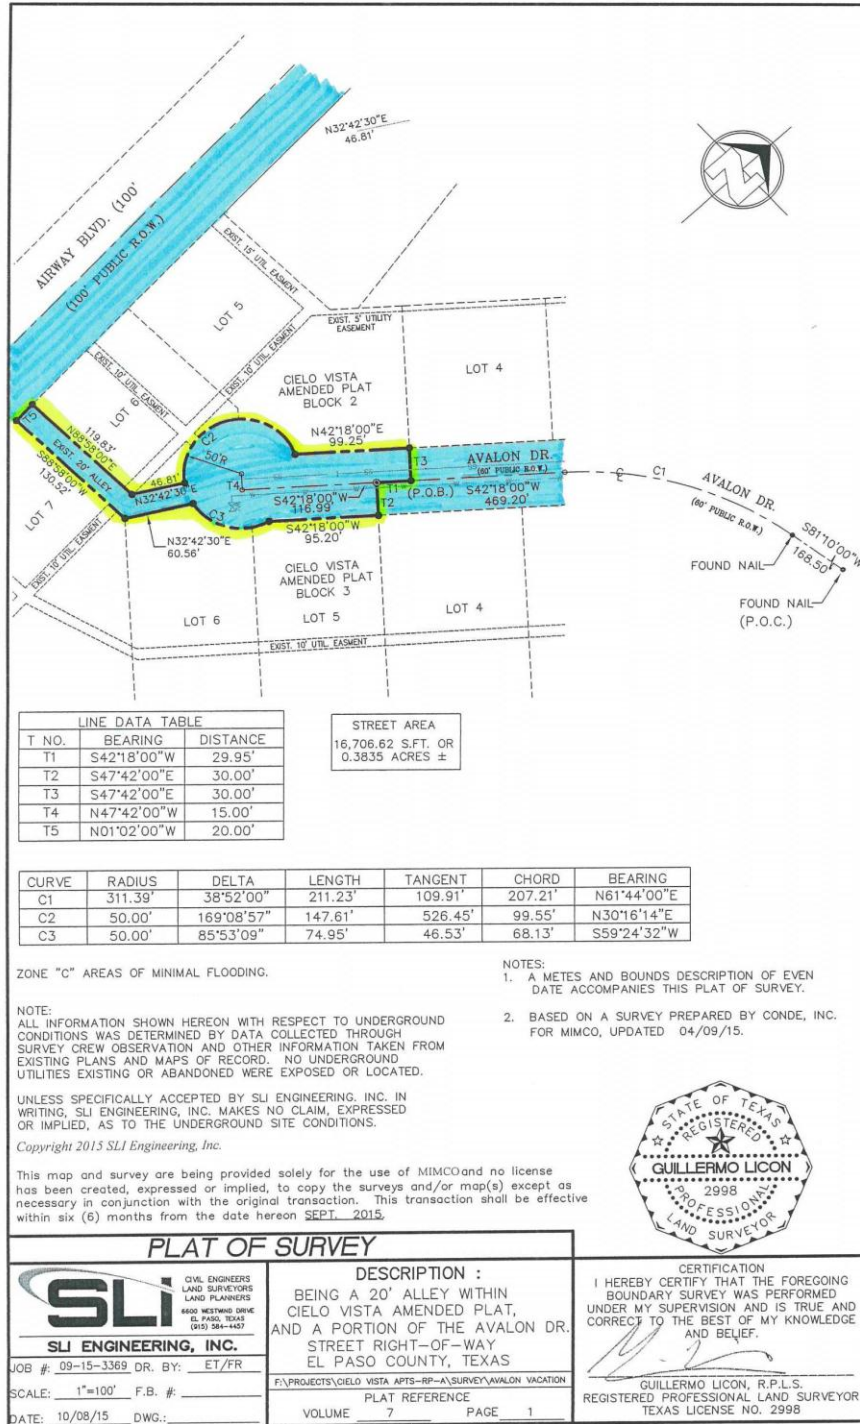 N32°42'30"E
46.81'
AIRWAY BLVD. (100'
(100' PUBLIC R.O.W.)
EXIST. 15' UTIL. EASMENT
LOT 5
EXIST. 10' UTIL. EASMENT
EXIST. 10' UTIL. EASMENT
LOT 6
EXIST. 5' UTILITY
EASEMENT
CIELO VISTA
AMENDED PLAT
BLOCK 2
LOT 4
T5
119.83'
N88°58'00"E
EXIST. 20' ALLEY
S88°58'00"W
130.52'
LOT 7
C2
50'R
N42°18'00"E
99.25'
T3
AVALON DR.
(60' PUBLIC R.O.W.)
46.81'
N32°42'30"E
T4
S42°18'00"W
116.99'
T1
(P.O.B.)
S42°18'00"W
469.20'
T2
C3
S42°18'00"W
95.20'
N32°42'30"E
60.56'
EXIST. 10' UTIL. EASMENT
CIELO VISTA
AMENDED PLAT
BLOCK 3
LOT 6
LOT 5
LOT 4
EXIST. 10' UTIL. EASMENT
C1
AVALON DR.
(60' PUBLIC R.O.W.)
S81°10'00"W
168.50'
FOUND NAIL
FOUND NAIL
(P.O.C.)
LINE DATA TABLE
T NO. BEARING DISTANCE
T1 S42°18'00"W 29.95'
T2 S47°42'00"E 30.00'
T3 S47°42'00"E 30.00'
T4 N47°42'00"W 15.00'
T5 N01°02'00"W 20.00'
STREET AREA
16,706.62 S.FT. OR
0.3835 ACRES ±
CURVE RADIUS DELTA LENGTH TANGENT CHORD BEARING
C1 311.39' 38°52'00" 211.23' 109.91' 207.21' N61°44'00"E
C2 50.00' 169°08'57" 147.61' 526.45' 99.55' N30°16'14"E
C3 50.00' 85°53'09" 74.95' 46.53' 68.13' S59°24'32"W
ZONE "C" AREAS OF MINIMAL FLOODING.
NOTE:
ALL INFORMATION SHOWN HEREON WITH RESPECT TO UNDERGROUND
CONDITIONS WAS DETERMINED BY DATA COLLECTED THROUGH
SURVEY CREW OBSERVATION AND OTHER INFORMATION TAKEN FROM
EXISTING PLANS AND MAPS OF RECORD. NO UNDERGROUND
UTILITIES EXISTING OR ABANDONED WERE EXPOSED OR LOCATED.
UNLESS SPECIFICALLY ACCEPTED BY SLI ENGINEERING. INC. IN
WRITING, SLI ENGINEERING, INC. MAKES NO CLAIM, EXPRESSED
OR IMPLIED, AS TO THE UNDERGROUND SITE CONDITIONS.
Copyright 2015 SLI Engineering, Inc.
This map and survey are being provided solely for the use of MIMCO and no license
has been created, expressed or implied, to copy the surveys and/or map(s) except as
necessary in conjunction with the original transaction. This transaction shall be effective
within six (6) months from the date hereon SEPT. 2015.
NOTES:
1. A METES AND BOUNDS DESCRIPTION OF EVEN
DATE ACCOMPANIES THIS PLAT OF SURVEY.
2. BASED ON A SURVEY PREPARED BY CONDE, INC.
FOR MIMCO, UPDATED 04/09/15.
STATE OF TEXAS
REGISTERED
GUILLERMO LICON
2998
PROFESSIONAL
LAND SURVEYOR
PLAT OF SURVEY
SLI
CIVIL ENGINEERS
LAND SURVEYORS
LAND PLANNERS
6600 WESTWIND DRIVE
EL PASO, TEXAS
(915) 584-4457
SLI ENGINEERING, INC.
JOB #: 09-15-3369 DR. BY: ET/FR
SCALE: 1"=100' F.B. #:
DATE: 10/08/15 DWG.:
DESCRIPTION :
BEING A 20' ALLEY WITHIN
CIELO VISTA AMENDED PLAT,
AND A PORTION OF THE AVALON DR.
STREET RIGHT-OF-WAY
EL PASO COUNTY, TEXAS
F:\PROJECTS\CIELO VISTA APTS-RP-A\SURVEY\AVALON VACATION
PLAT REFERENCE
VOLUME 7 PAGE 1
CERTIFICATION
I HEREBY CERTIFY THAT THE FOREGOING
BOUNDARY SURVEY WAS PERFORMED
UNDER MY SUPERVISION AND IS TRUE AND
CORRECT TO THE BEST OF MY KNOWLEDGE
AND BELIEF.
GUILLERMO LICON, R.P.L.S.
REGISTERED PROFESSIONAL LAND SURVEYOR
TEXAS LICENSE NO. 2998